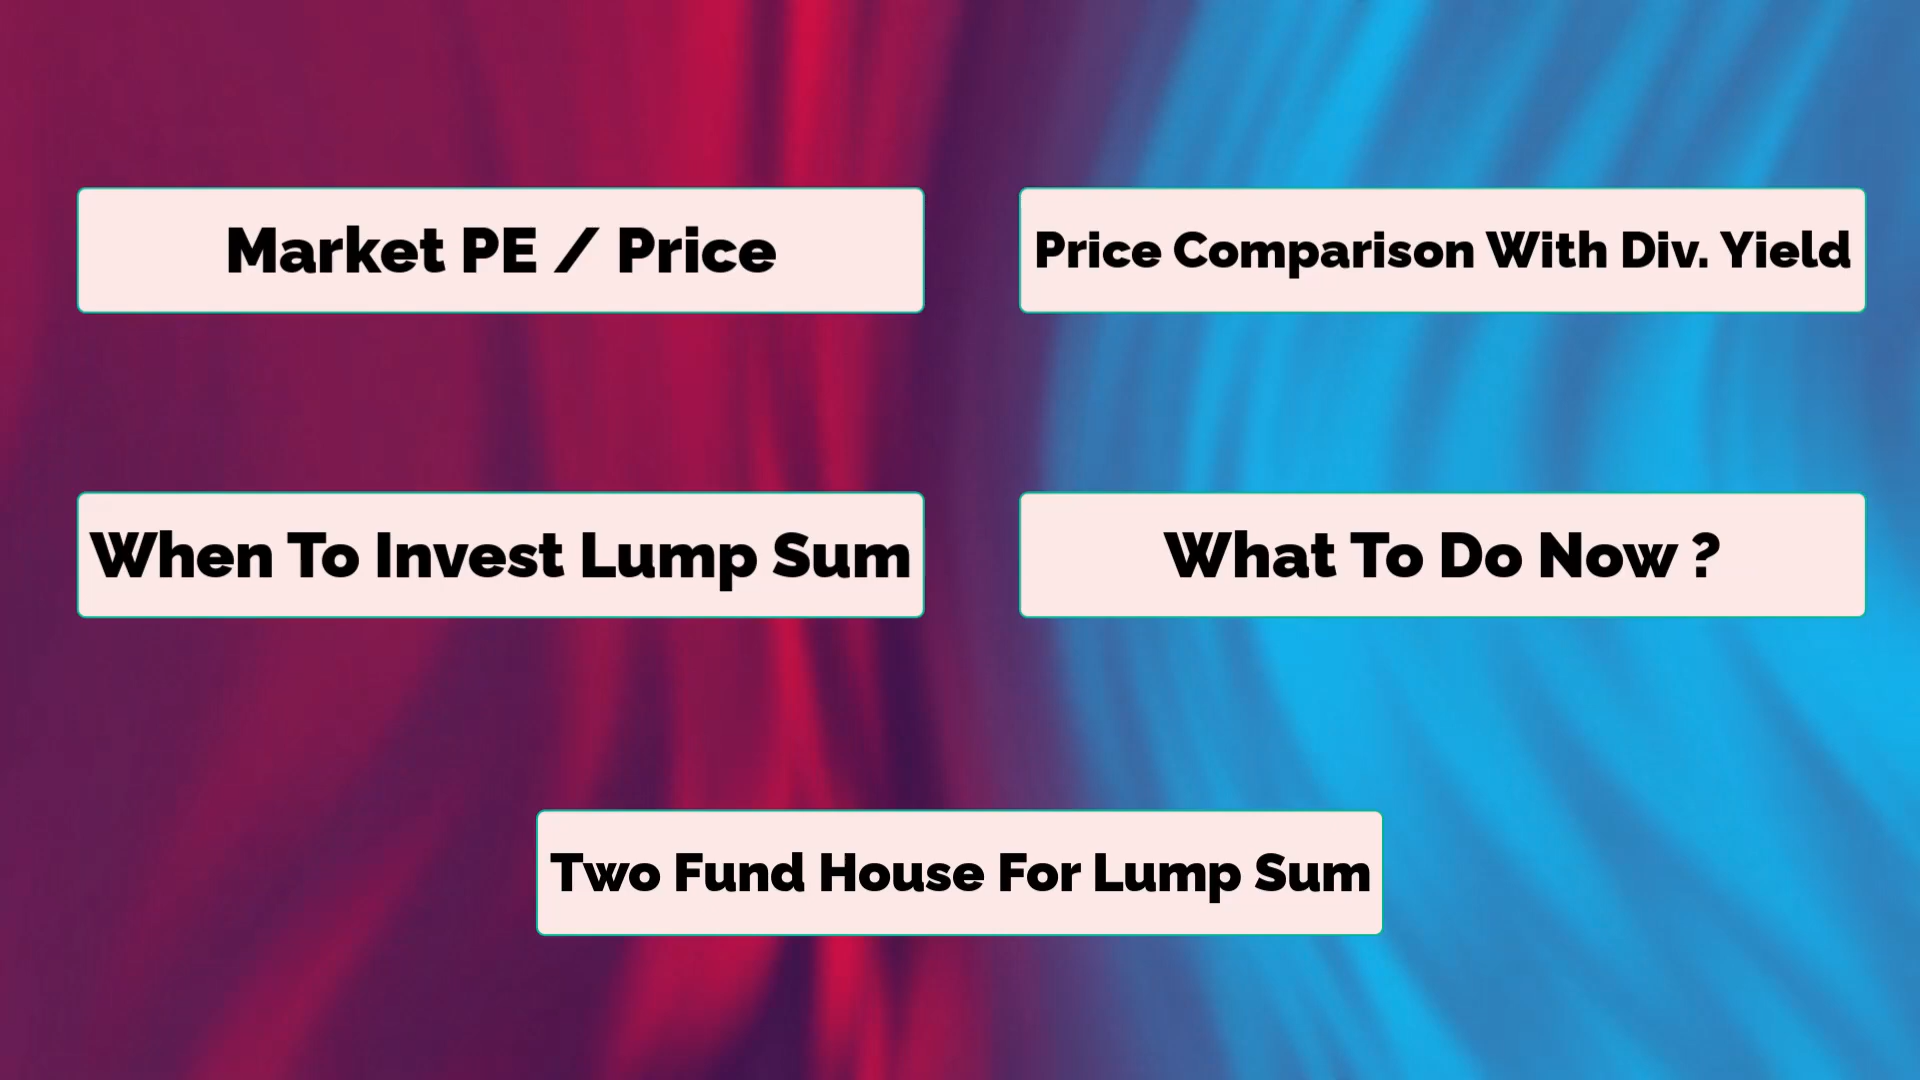 Market PE / Price
Price Comparison With Div. Yield
When To Invest Lump Sum
What To Do Now ?
Two Fund House For Lump Sum